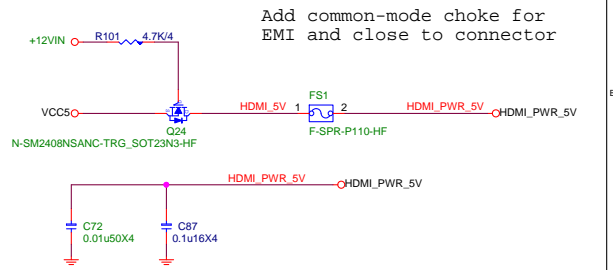 Add common-mode choke for
EMI and close to connector
+12VIN R101 4.7K/4
FS1
VCC5 HDMI_5V 1 2 HDMI_PWR_5V HDMI_PWR_5V
Q24 F-SPR-P110-HF
N-SM2408NSANC-TRG_SOT23N3-HF
HDMI_PWR_5V HDMI_PWR_5V
C72 C87
0.01u50X4 0.1u16X4